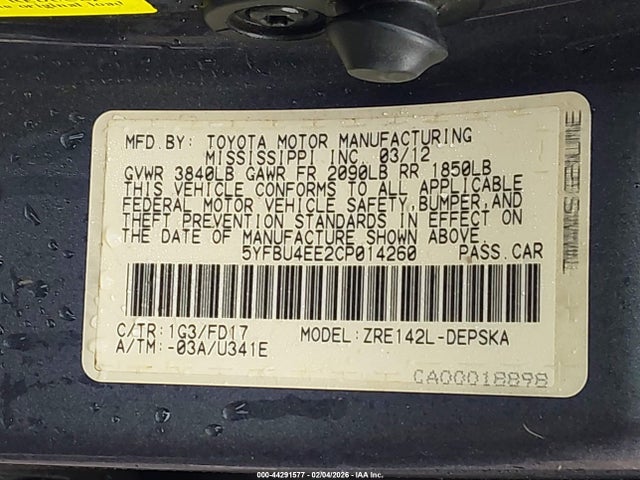 MFD.BY: TOYOTA MOTOR MANUFACTURING
MISSISSIPPI INC. 03/12
GVWR 3840LB GAWR FR 2090LB RR 1850LB
THIS VEHICLE CONFORMS TO ALL APPLICABLE
FEDERAL MOTOR VEHICLE SAFETY,BUMPER,AND
THEFT PREVENTION STANDARDS IN EFFECT ON
THE DATE OF MANUFACTURE SHOWN ABOVE.
5YFBU4EE2CP014260 PASS.CAR
C/TR:1G3/FD17 MODEL:ZRE142L-DEPSKA
A/TM:-03A/U341E
CA00018898
GENUINE
000-44291577 - 02/04/2026 - IAA Inc.